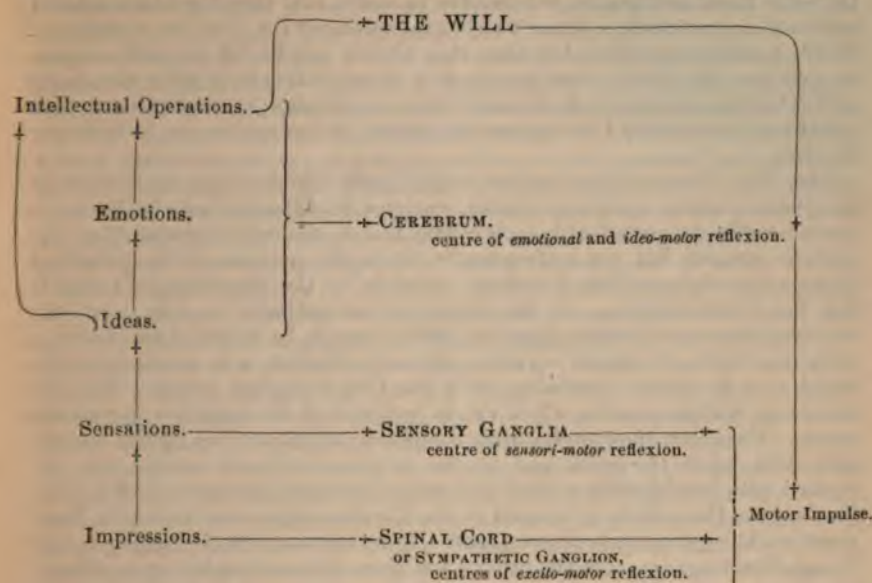 THE WILL
Intellectual Operations.
Emotions.
CEREBRUM.
centre of emotional and ideo-motor reflexion.
Ideas.
Sensations.
SENSORY GANGLIA
centre of sensori-motor reflexion.
Motor Impulse.
Impressions.
SPINAL CORD
or SYMPATHETIC GANGLION,
centres of excito-motor reflexion.